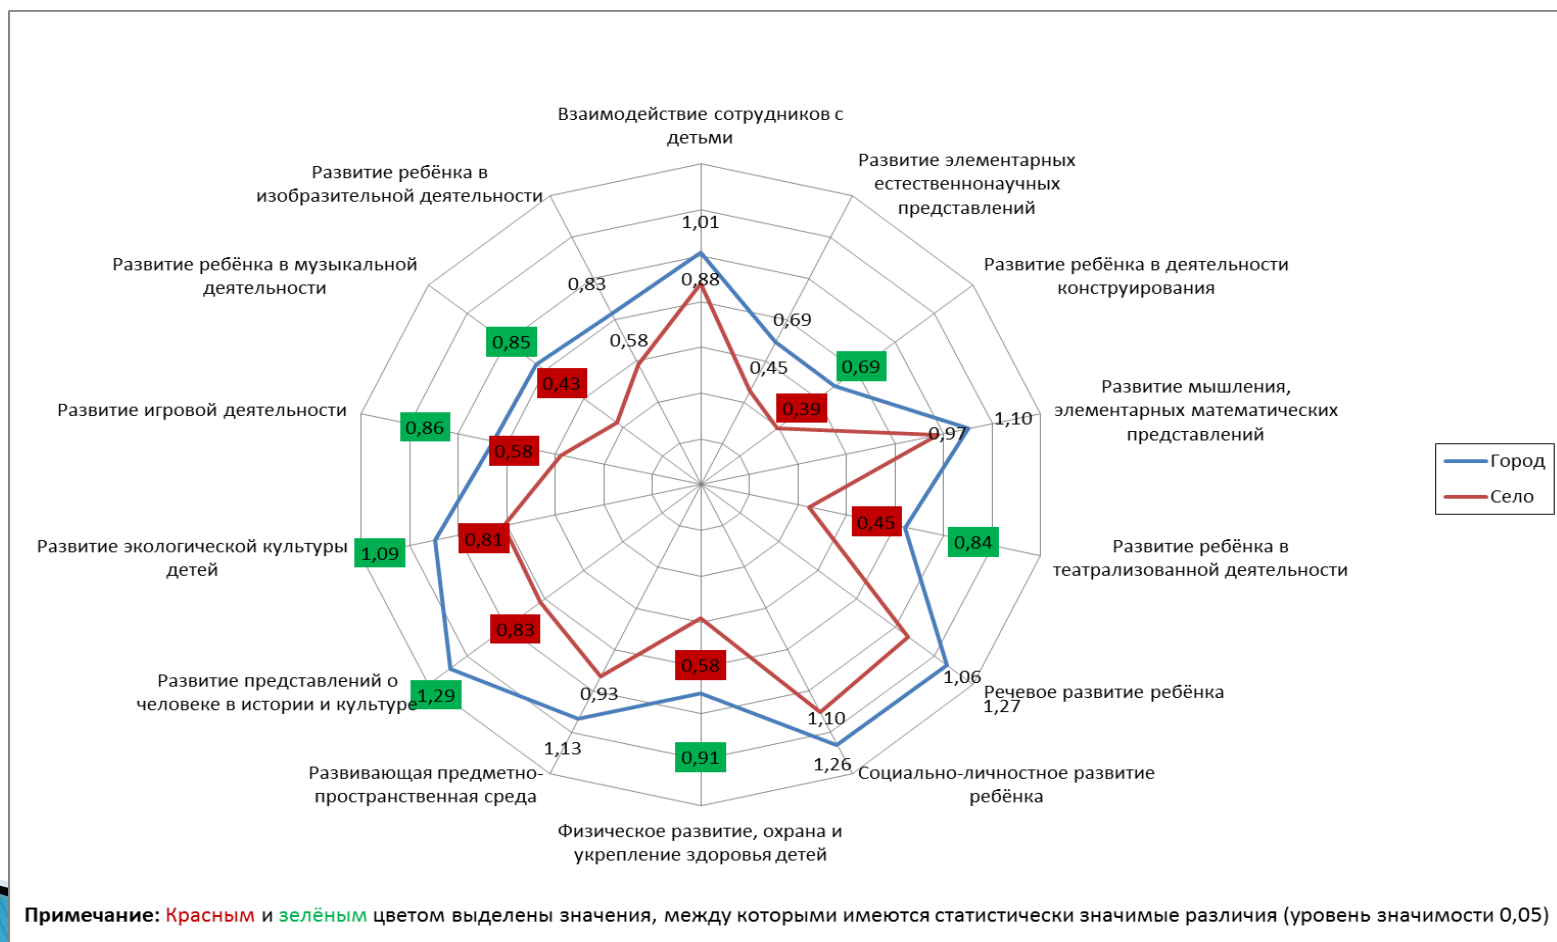 Взаимодействие сотрудников с
детьми
Развитие элементарных
естественнонаучных
представлений
Развитие ребёнка в деятельности
конструирования
Развитие мышления,
элементарных математических
представлений
Развитие ребёнка в
театрализованной деятельности
Речевое развитие ребёнка
Социально-личностное развитие
ребёнка
Физическое развитие, охрана и
укрепление здоровья детей
Развивающая предметно-
пространственная среда
Развитие представлений о
человеке в истории и культуре
Развитие экологической культуры
детей
Развитие игровой деятельности
Развитие ребёнка в музыкальной
деятельности
Развитие ребёнка в
изобразительной деятельности
1,01
0,88
0,69
0,45
0,69
0,39
1,10
0,97
0,84
0,45
1,06
1,27
1,10
1,26
0,58
0,91
0,93
1,13
0,83
1,29
0,81
1,09
0,58
0,86
0,43
0,85
0,58
0,83
Город
Село
Примечание: Красным и зелёным цветом выделены значения, между которыми имеются статистически значимые различия (уровень значимости 0,05)